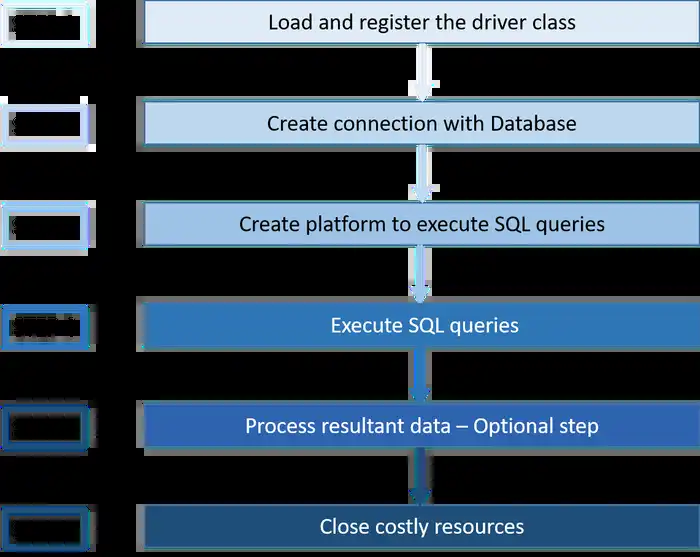 Load and register the driver class
Create connection with Database
Create platform to execute SQL queries
Execute SQL queries
Process resultant data – Optional step
Close costly resources